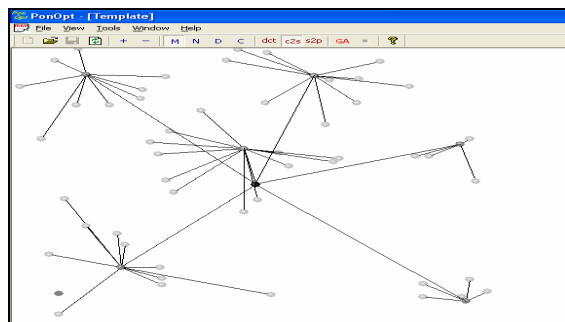 PonOpt - [Template]
File View Tools Window Help
+ - M N D C dct c2s s2p GA = ?